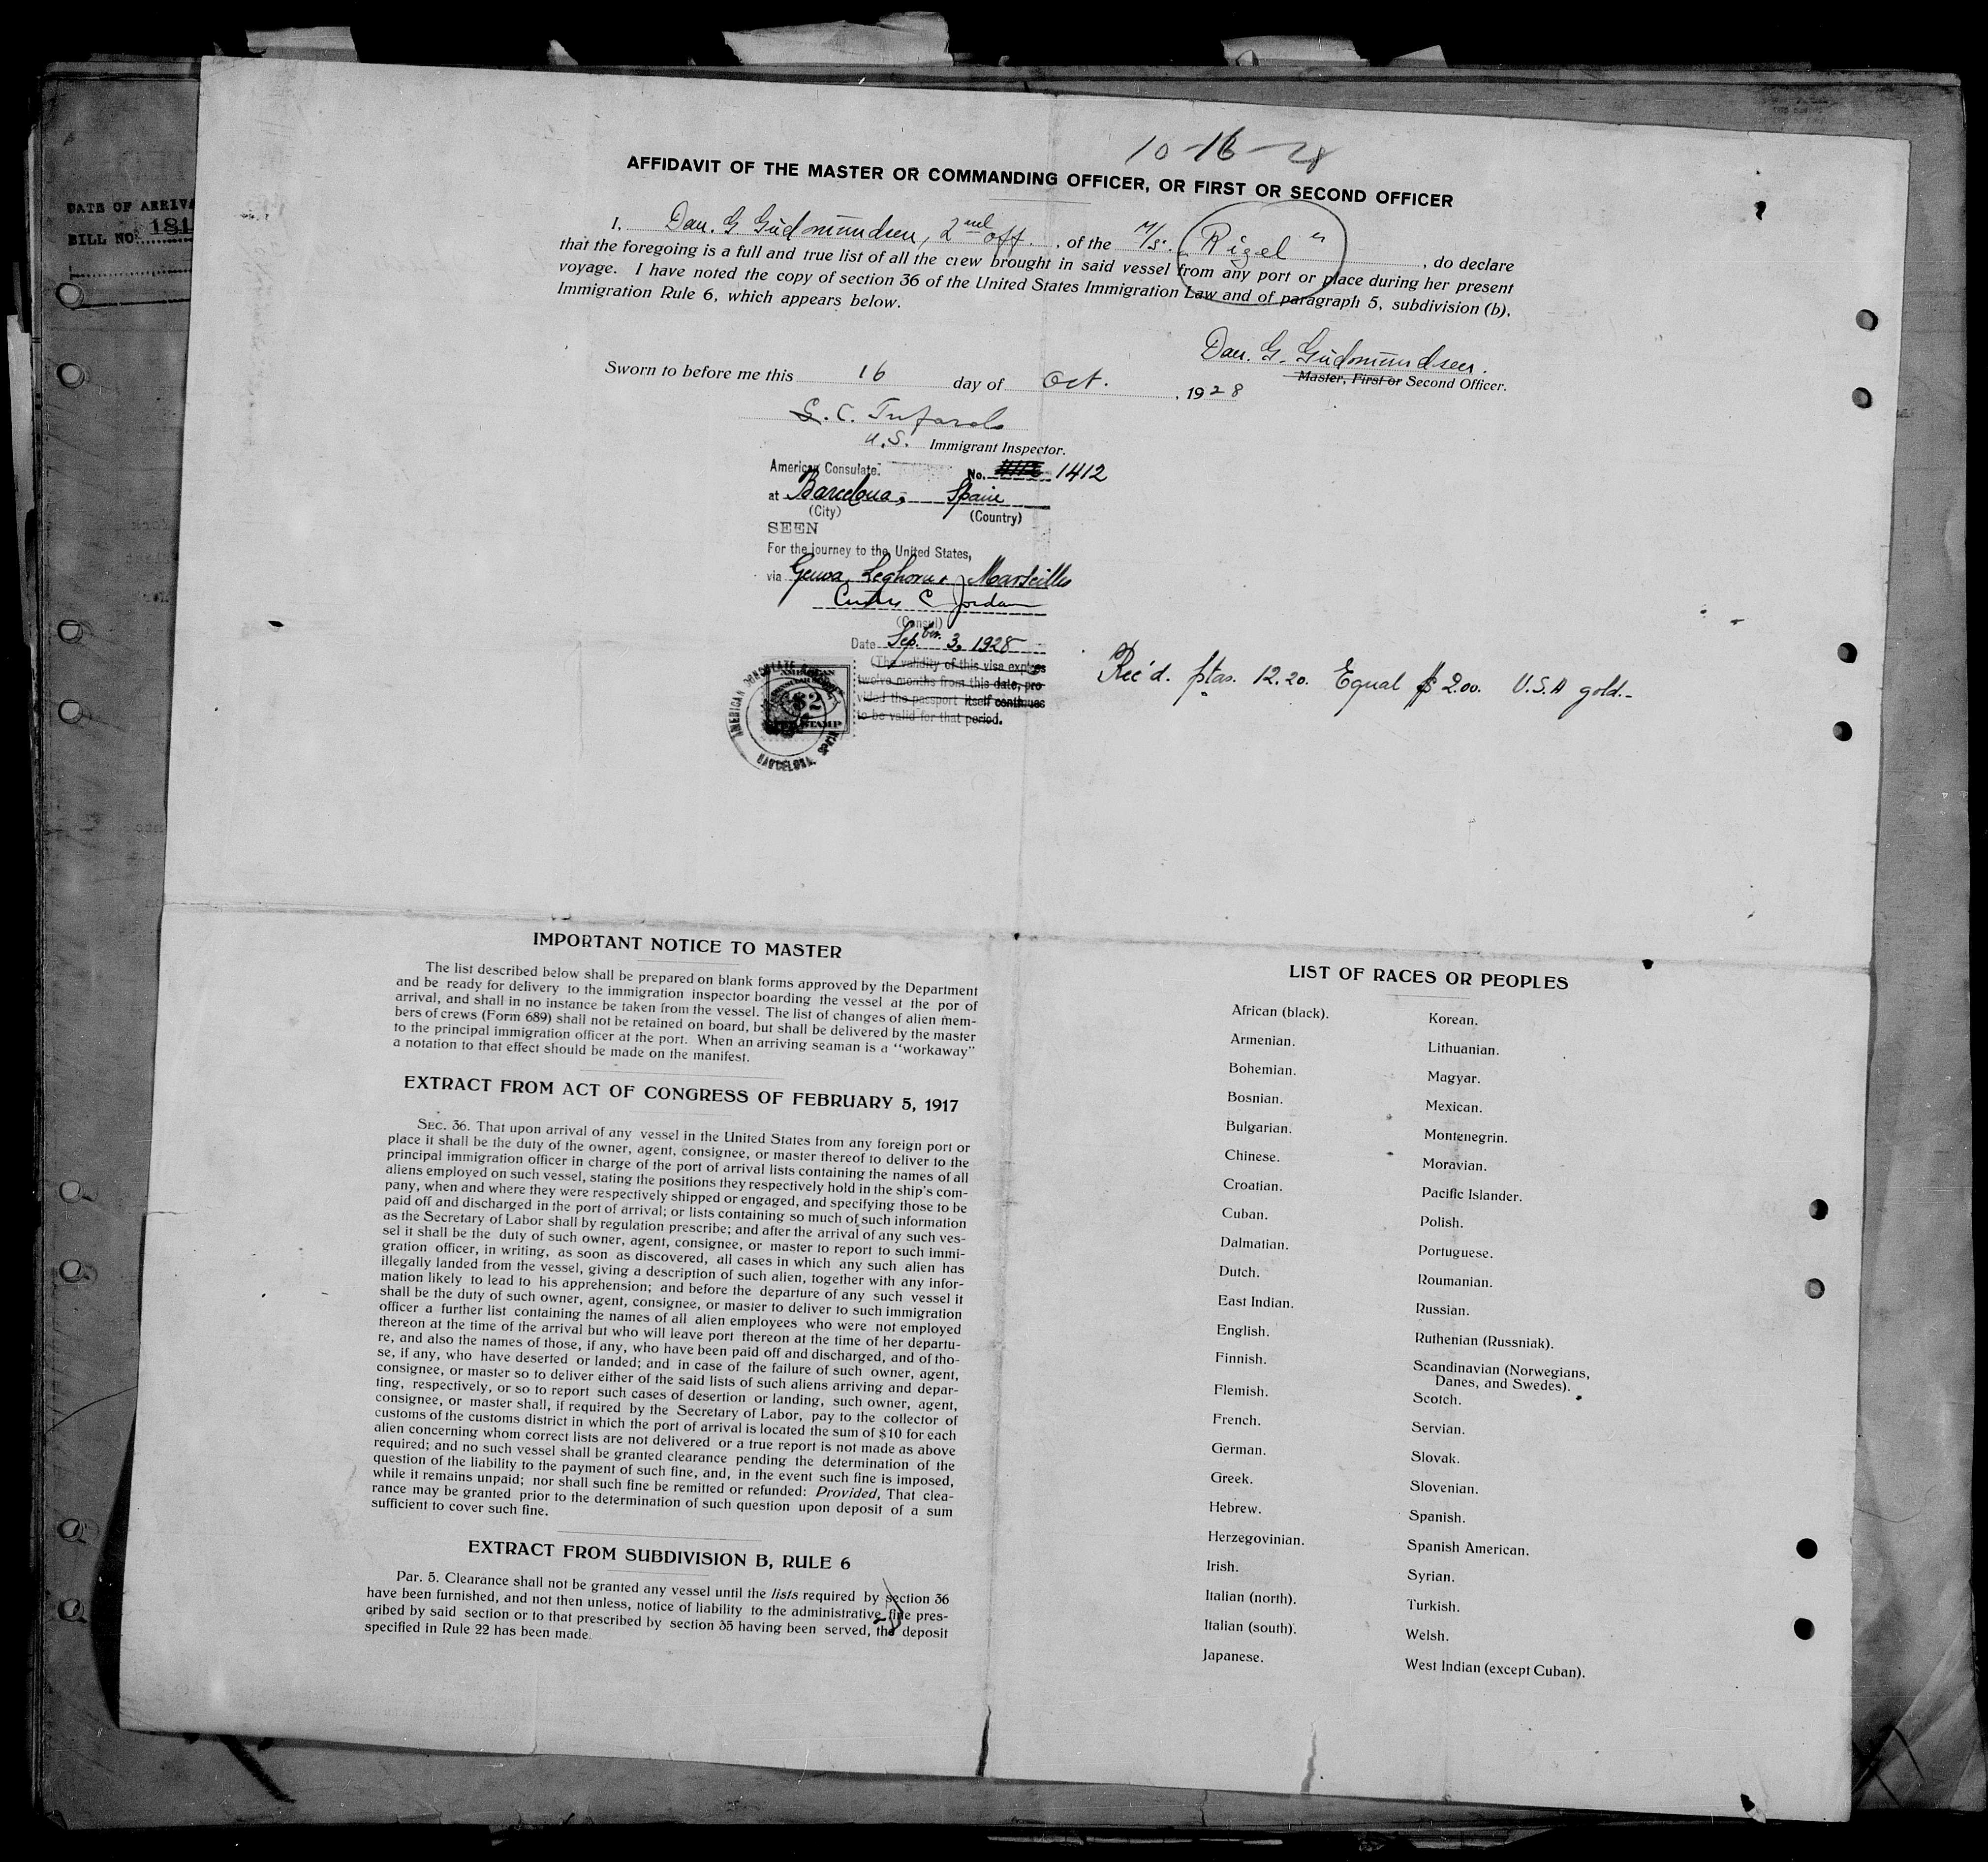 DATE OF ARRIVA
BILL NO. 181
10-16-28
AFFIDAVIT OF THE MASTER OR COMMANDING OFFICER, OR FIRST OR SECOND OFFICER
I, Dan. G Gudmundsen, 2nd off. , of the M/S. "Rigel" , do declare
that the foregoing is a full and true list of all the crew brought in said vessel from any port or place during her present
voyage. I have noted the copy of section 36 of the United States Immigration Law and of paragraph 5, subdivision (b),
Immigration Rule 6, which appears below.
Dan. G. Gudmundsen.
Master, First or Second Officer.
Sworn to before me this 16 day of Oct. , 1928
U.S. Immigrant Inspector.
American Consulate. No. 1412
at Barcelona, Spain
(City) (Country)
SEEN
For the journey to the United States,
via Genoa, Leghorn, Marseilles
Curtis C Jordan
(Consul)
Date Sep.ber. 3, 1928
(The validity of this visa expires
twelve months from this date, pro-
vided the passport itself continues
to be valid for that period.
AMERICAN CONSULATE
$2
STAMP
BARCELONA, SPAIN
Rec'd. ptas. 12.20. Equal $ 2.00. U.S.A gold.-
IMPORTANT NOTICE TO MASTER
The list described below shall be prepared on blank forms approved by the Department
and be ready for delivery to the immigration inspector boarding the vessel at the por of
arrival, and shall in no instance be taken from the vessel. The list of changes of alien mem-
bers of crews (Form 689) shall not be retained on board, but shall be delivered by the master
to the principal immigration officer at the port. When an arriving seaman is a "workaway"
a notation to that effect should be made on the manifest.
EXTRACT FROM ACT OF CONGRESS OF FEBRUARY 5, 1917
SEC. 36. That upon arrival of any vessel in the United States from any foreign port or
place it shall be the duty of the owner, agent, consignee, or master thereof to deliver to the
principal immigration officer in charge of the port of arrival lists containing the names of all
aliens employed on such vessel, stating the positions they respectively hold in the ship's com-
pany, when and where they were respectively shipped or engaged, and specifying those to be
paid off and discharged in the port of arrival; or lists containing so much of such information
as the Secretary of Labor shall by regulation prescribe; and after the arrival of any such ves-
sel it shall be the duty of such owner, agent, consignee, or master to report to such immi-
gration officer, in writing, as soon as discovered, all cases in which any such alien has
illegally landed from the vessel, giving a description of such alien, together with any infor-
mation likely to lead to his apprehension; and before the departure of any such vessel it
shall be the duty of such owner, agent, consignee, or master to deliver to such immigration
officer a further list containing the names of all alien employees who were not employed
thereon at the time of the arrival but who will leave port thereon at the time of her departu-
re, and also the names of those, if any, who have been paid off and discharged, and of tho-
se, if any, who have deserted or landed; and in case of the failure of such owner, agent,
consignee, or master so to deliver either of the said lists of such aliens arriving and depar-
ting, respectively, or so to report such cases of desertion or landing, such owner, agent,
consignee, or master shall, if required by the Secretary of Labor, pay to the collector of
customs of the customs district in which the port of arrival is located the sum of $10 for each
alien concerning whom correct lists are not delivered or a true report is not made as above
required; and no such vessel shall be granted clearance pending the determination of the
question of the liability to the payment of such fine, and, in the event such fine is imposed,
while it remains unpaid; nor shall such fine be remitted or refunded: Provided, That clea-
rance may be granted prior to the determination of such question upon deposit of a sum
sufficient to cover such fine.
EXTRACT FROM SUBDIVISION B, RULE 6
Par. 5. Clearance shall not be granted any vessel until the lists required by section 36
have been furnished, and not then unless, notice of liability to the administrative fine pres-
cribed by said section or to that prescribed by section 35 having been served, the deposit
specified in Rule 22 has been made.
LIST OF RACES OR PEOPLES
African (black).
Armenian.
Bohemian.
Bosnian.
Bulgarian.
Chinese.
Croatian.
Cuban.
Dalmatian.
Dutch.
East Indian.
English.
Finnish.
Flemish.
French.
German.
Greek.
Hebrew.
Herzegovinian.
Irish.
Italian (north).
Italian (south).
Japanese.
Korean.
Lithuanian.
Magyar.
Mexican.
Montenegrin.
Moravian.
Pacific Islander.
Polish.
Portuguese.
Roumanian.
Russian.
Ruthenian (Russniak).
Scandinavian (Norwegians,
Danes, and Swedes).
Scotch.
Servian.
Slovak.
Slovenian.
Spanish.
Spanish American.
Syrian.
Turkish.
Welsh.
West Indian (except Cuban).